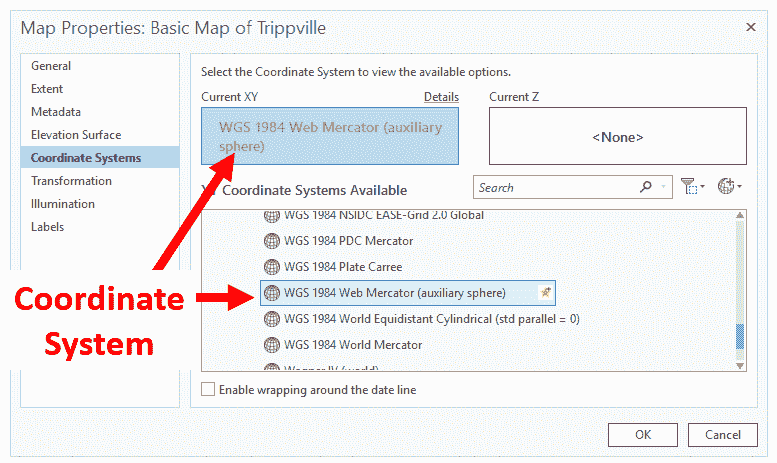 Map Properties: Basic Map of Trippville
General
Extent
Metadata
Elevation Surface
Coordinate Systems
Transformation
Illumination
Labels
Select the Coordinate System to view the available options.
Current XY
Details
Current Z
WGS 1984 Web Mercator (auxiliary
sphere)
<None>
Coordinate Systems Available
Search
WGS 1984 NSIDC EASE-Grid 2.0 Global
WGS 1984 PDC Mercator
WGS 1984 Plate Carree
WGS 1984 Web Mercator (auxiliary sphere)
WGS 1984 World Equidistant Cylindrical (std parallel = 0)
WGS 1984 World Mercator
Wagner IV (world)
Coordinate
System
Enable wrapping around the date line
OK
Cancel